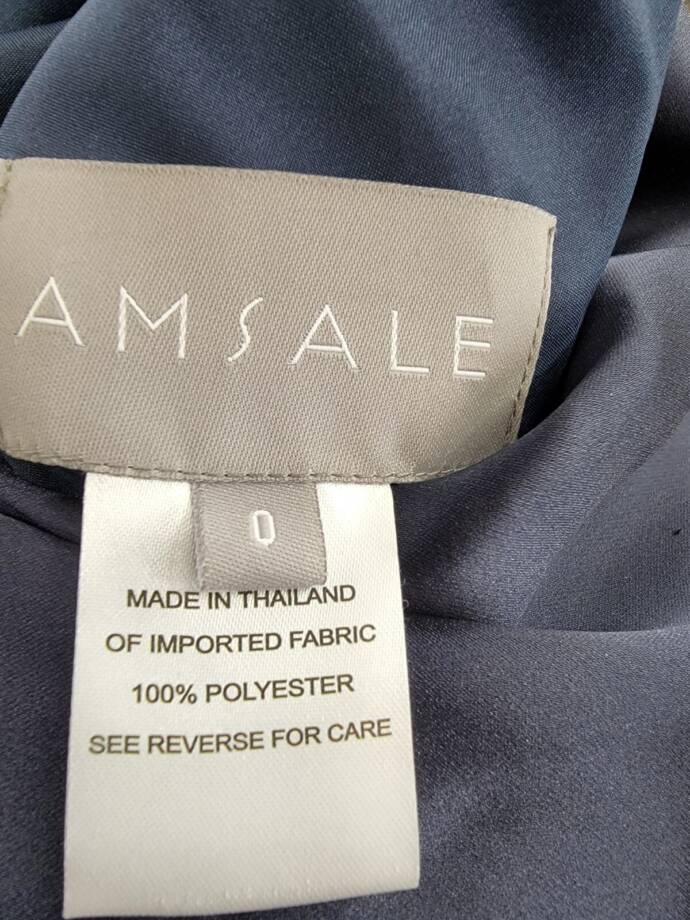 AMSALE
0
MADE IN THAILAND
OF IMPORTED FABRIC
100% POLYESTER
SEE REVERSE FOR CARE